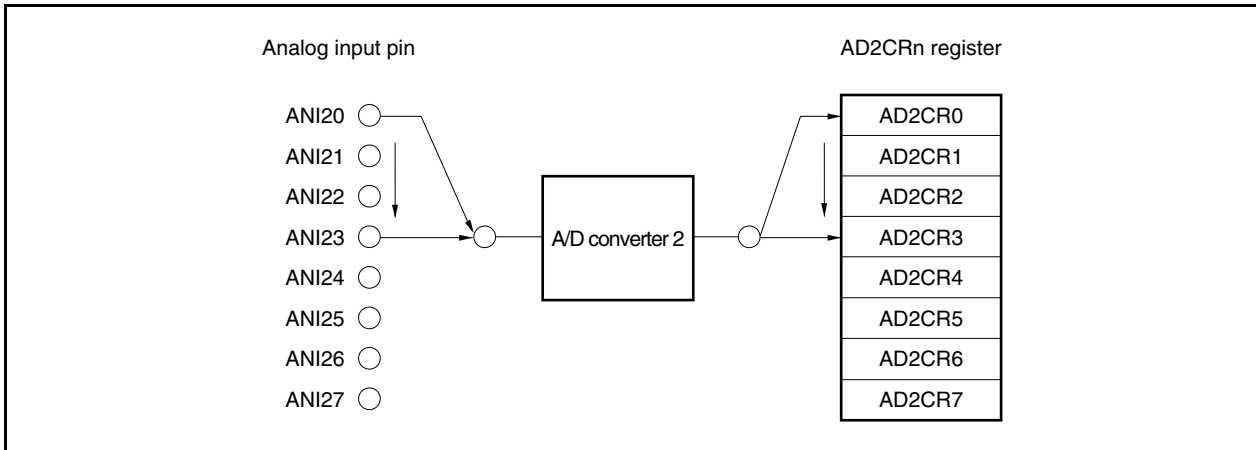 Analog input pin
AD2CRn register
ANI20
ANI21
ANI22
ANI23
ANI24
ANI25
ANI26
ANI27
A/D converter 2
AD2CR0
AD2CR1
AD2CR2
AD2CR3
AD2CR4
AD2CR5
AD2CR6
AD2CR7